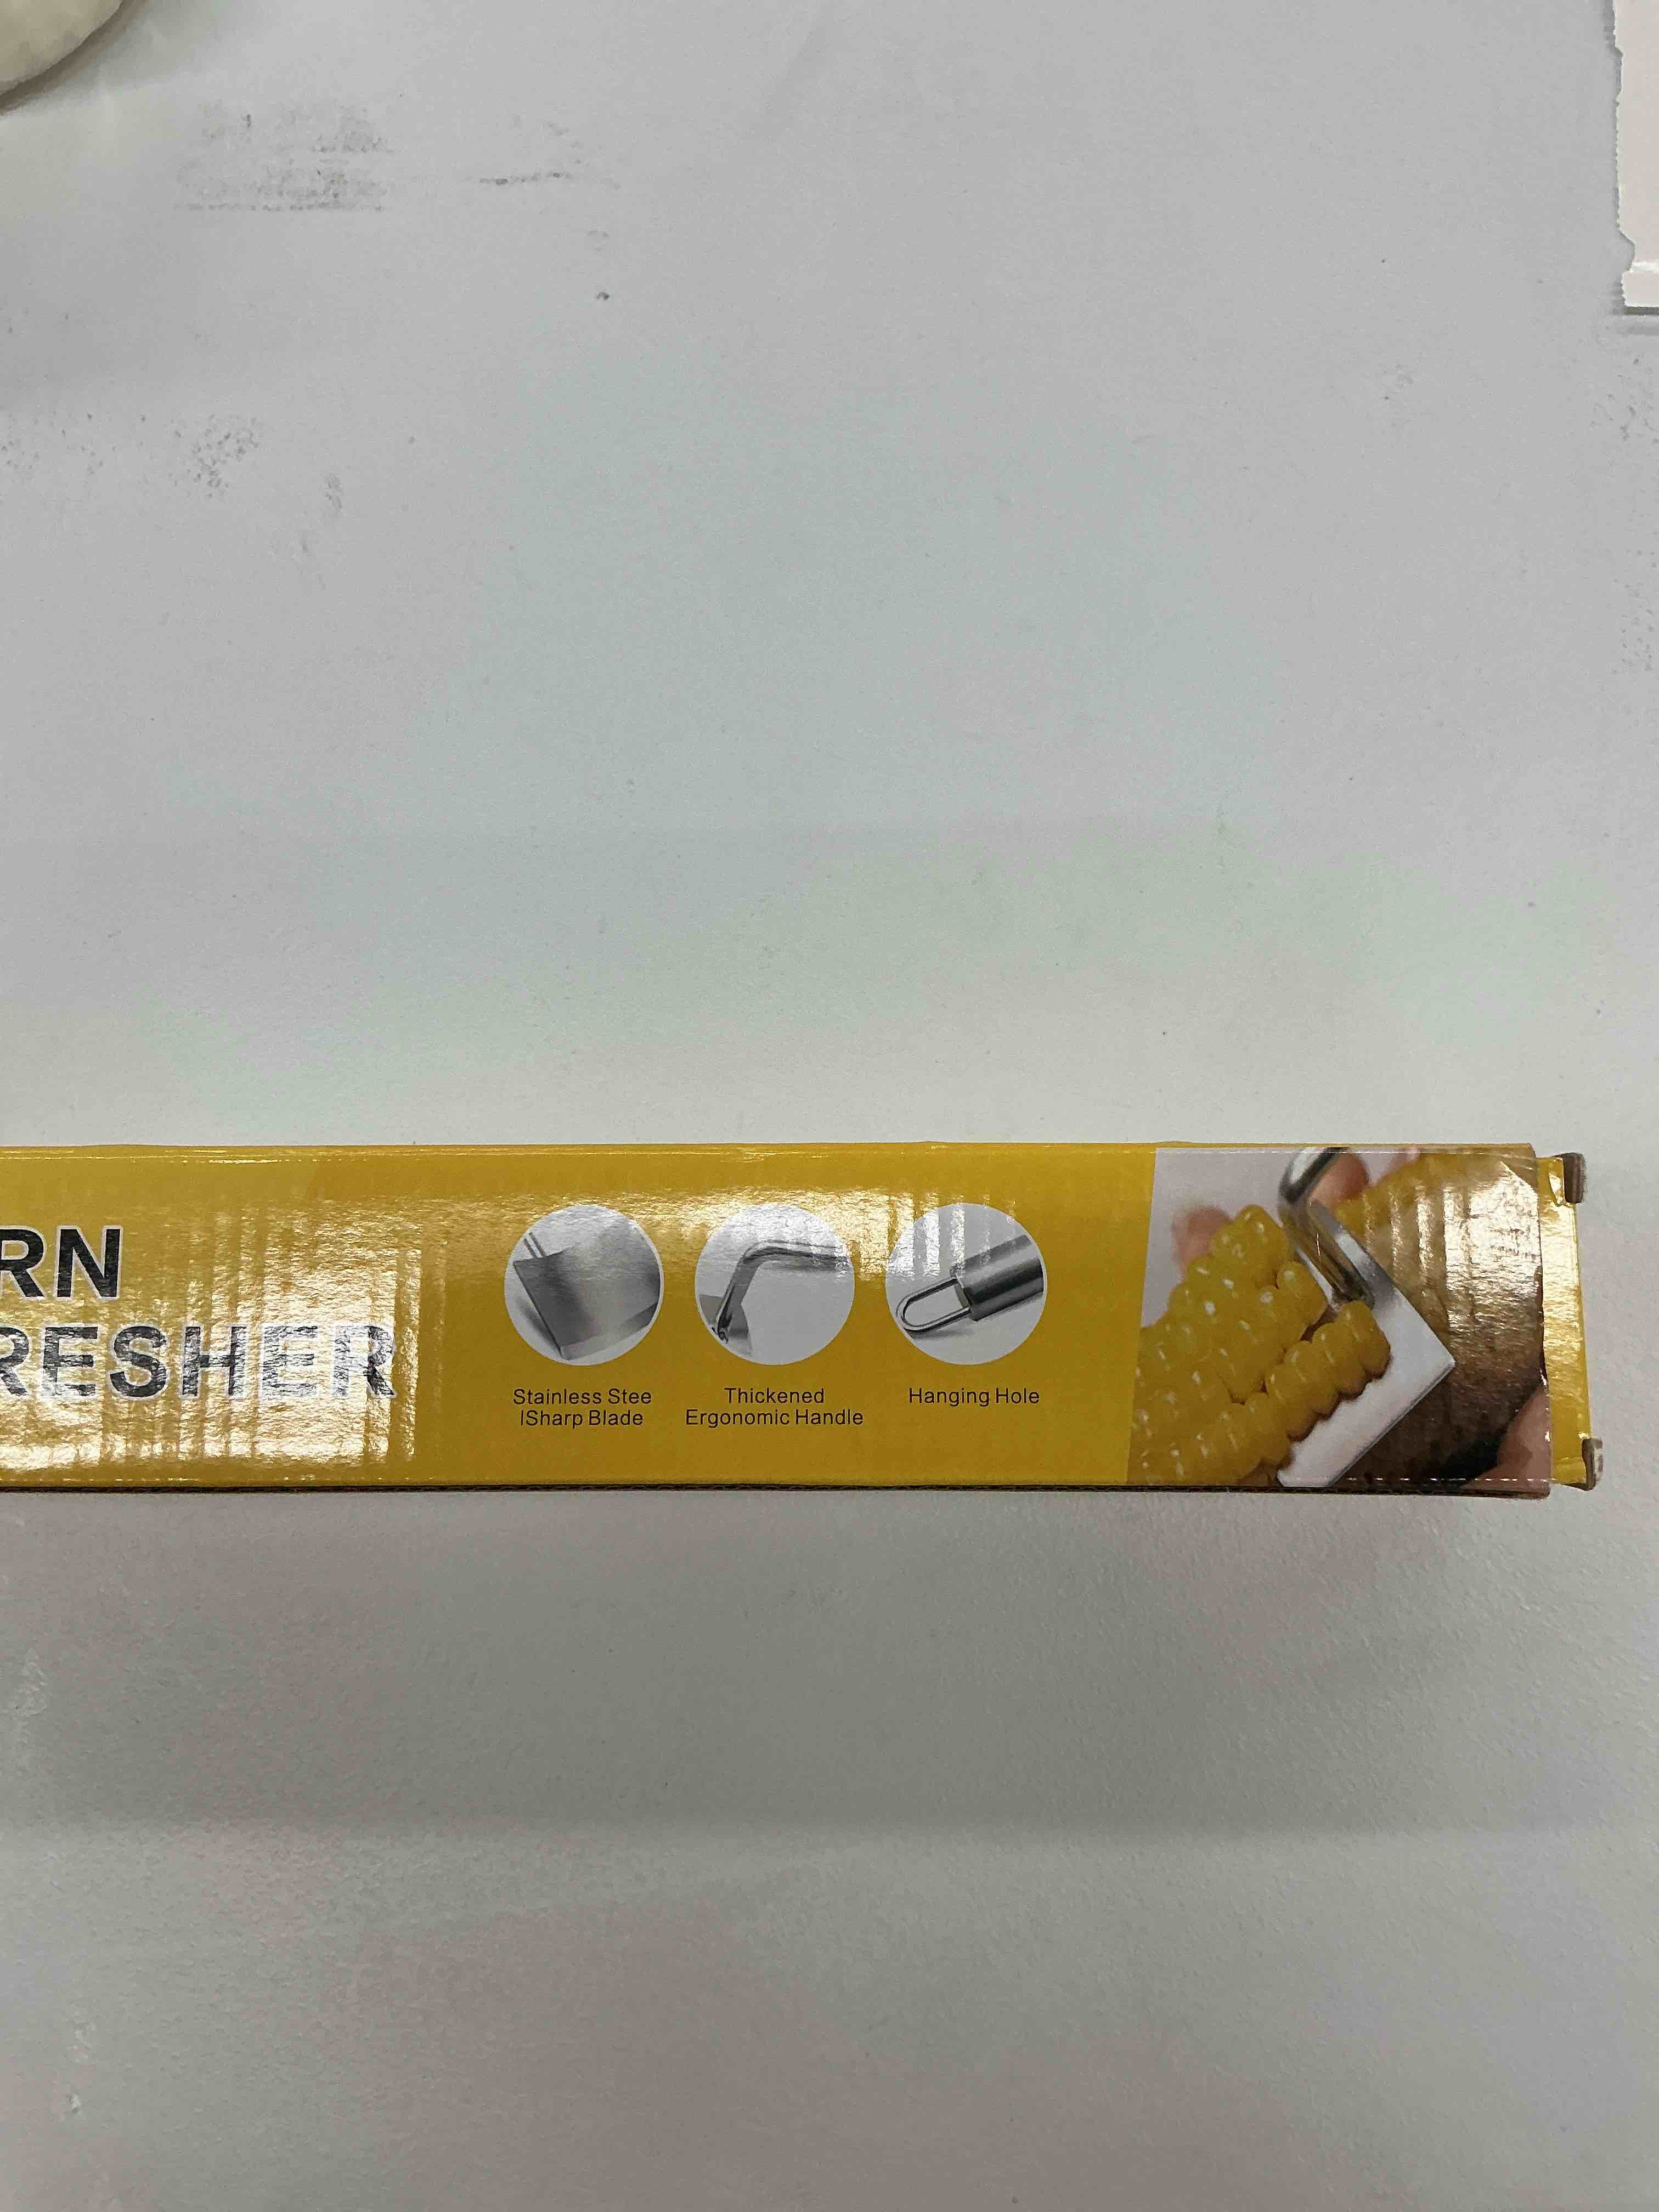 RN
RESHER
Stainless Stee
lSharp Blade
Thickened
Ergonomic Handle
Hanging Hole